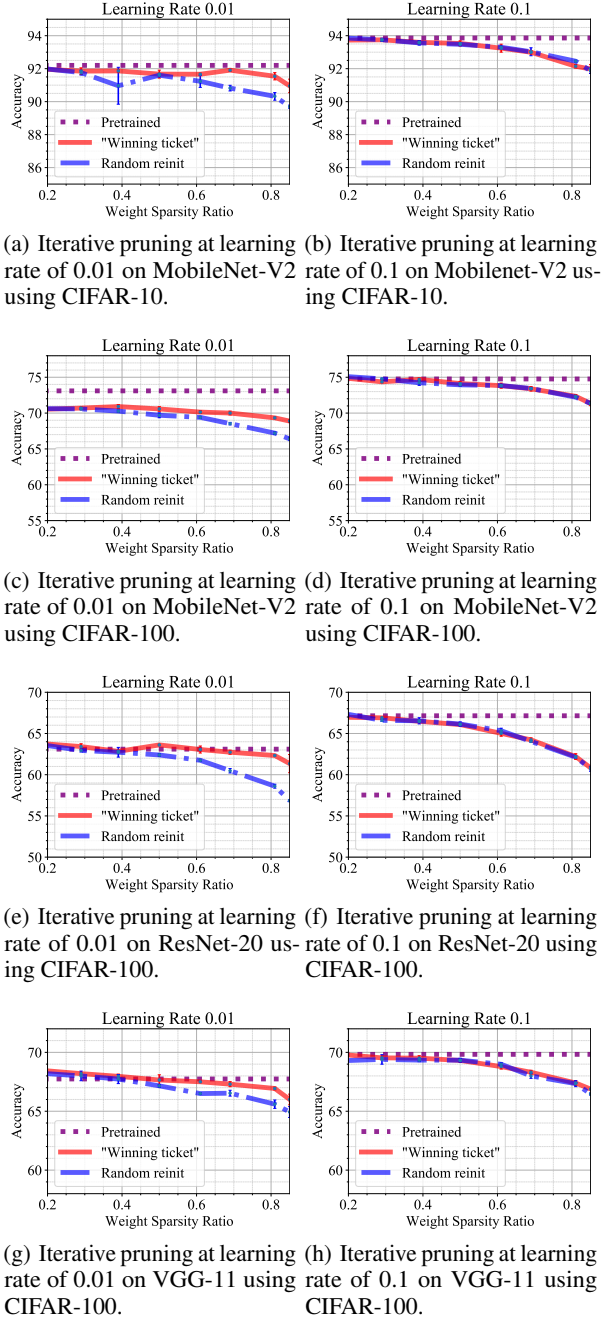 Learning Rate 0.01
94
92
90
88
86
Accuracy
Pretrained
"Winning ticket"
Random reinit
0.2 0.4 0.6 0.8
Weight Sparsity Ratio
(a) Iterative pruning at learning
rate of 0.01 on MobileNet-V2
using CIFAR-10.
Learning Rate 0.1
94
92
90
88
86
Accuracy
Pretrained
"Winning ticket"
Random reinit
0.2 0.4 0.6 0.8
Weight Sparsity Ratio
(b) Iterative pruning at learning
rate of 0.1 on Mobilenet-V2 us-
ing CIFAR-10.
Learning Rate 0.01
75
70
65
60
55
Accuracy
Pretrained
"Winning ticket"
Random reinit
0.2 0.4 0.6 0.8
Weight Sparsity Ratio
(c) Iterative pruning at learning
rate of 0.01 on MobileNet-V2
using CIFAR-100.
Learning Rate 0.1
75
70
65
60
55
Accuracy
Pretrained
"Winning ticket"
Random reinit
0.2 0.4 0.6 0.8
Weight Sparsity Ratio
(d) Iterative pruning at learning
rate of 0.1 on MobileNet-V2
using CIFAR-100.
Learning Rate 0.01
70
65
60
55
50
Accuracy
Pretrained
"Winning ticket"
Random reinit
0.2 0.4 0.6 0.8
Weight Sparsity Ratio
(e) Iterative pruning at learning
rate of 0.01 on ResNet-20 us-
ing CIFAR-100.
Learning Rate 0.1
70
65
60
55
50
Accuracy
Pretrained
"Winning ticket"
Random reinit
0.2 0.4 0.6 0.8
Weight Sparsity Ratio
(f) Iterative pruning at learning
rate of 0.1 on ResNet-20 using
CIFAR-100.
Learning Rate 0.01
70
65
60
Accuracy
Pretrained
"Winning ticket"
Random reinit
0.2 0.4 0.6 0.8
Weight Sparsity Ratio
(g) Iterative pruning at learning
rate of 0.01 on VGG-11 using
CIFAR-100.
Learning Rate 0.1
70
65
60
Accuracy
Pretrained
"Winning ticket"
Random reinit
0.2 0.4 0.6 0.8
Weight Sparsity Ratio
(h) Iterative pruning at learning
rate of 0.1 on VGG-11 using
CIFAR-100.